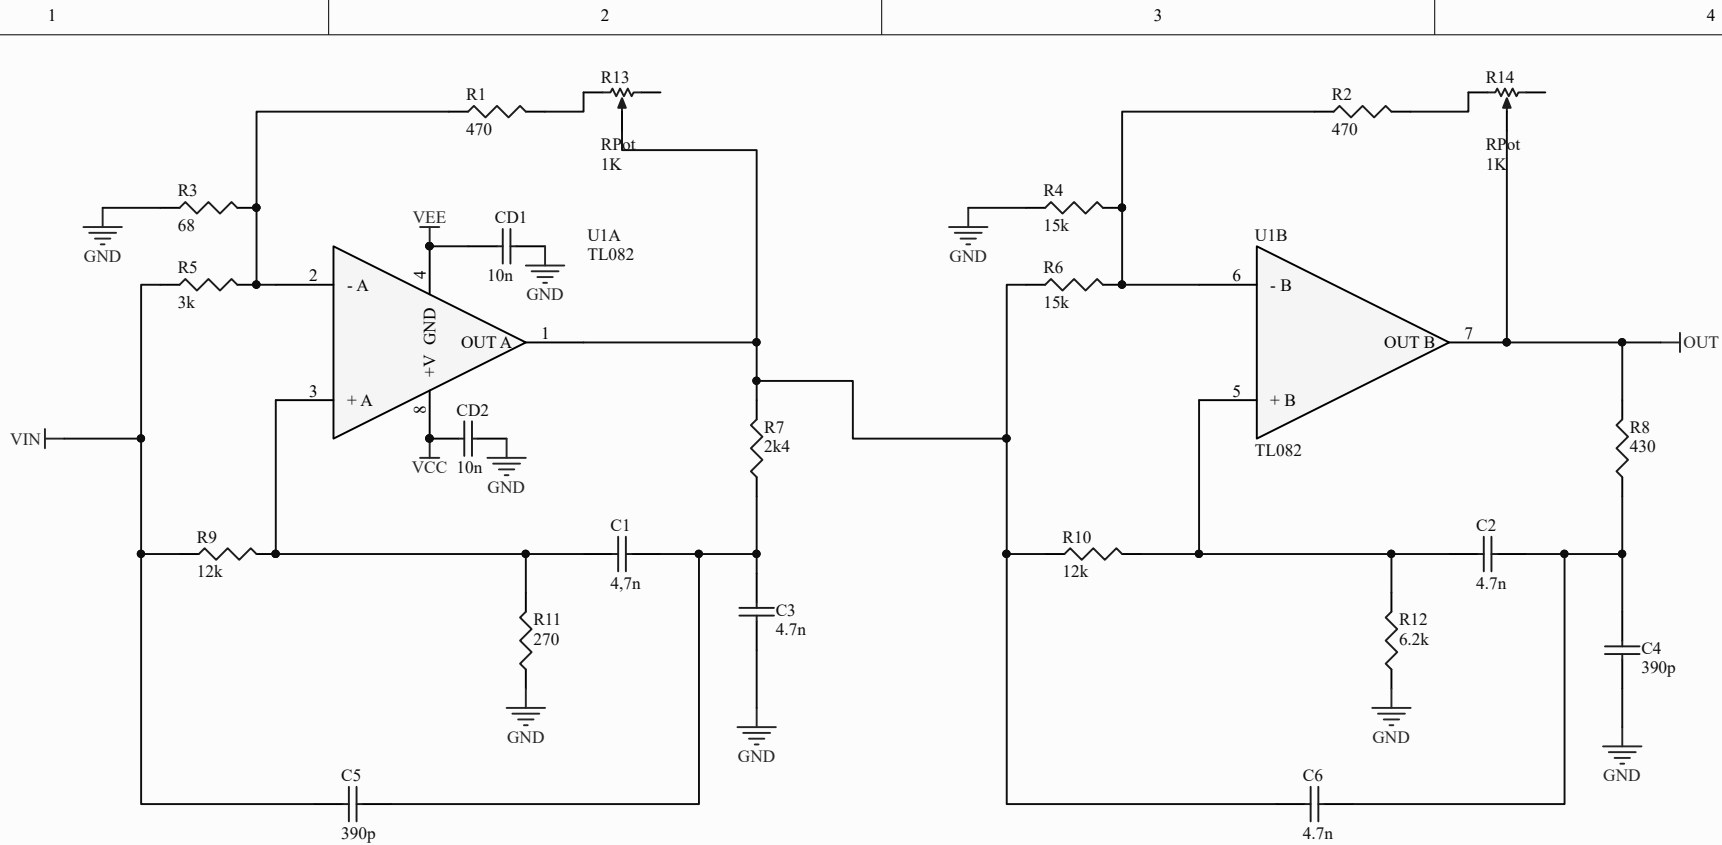 1 2 3 4
R13
R1
470
RPot
1K
R14
R2
470
RPot
1K
R3
68
GND
VEE
CD1
10n
GND
U1A
TL082
R5
3k
2
- A
4
GND
+V
OUT A
1
3
+ A
8
CD2
VCC
10n
GND
VIN
R7
2k4
R9
12k
C1
4,7n
R11
270
GND
C3
4.7n
GND
C5
390p
R4
15k
GND
U1B
R6
15k
6
- B
OUT B
7
OUT
5
+ B
TL082
R8
430
R10
12k
C2
4.7n
R12
6.2k
GND
C4
390p
GND
C6
4.7n